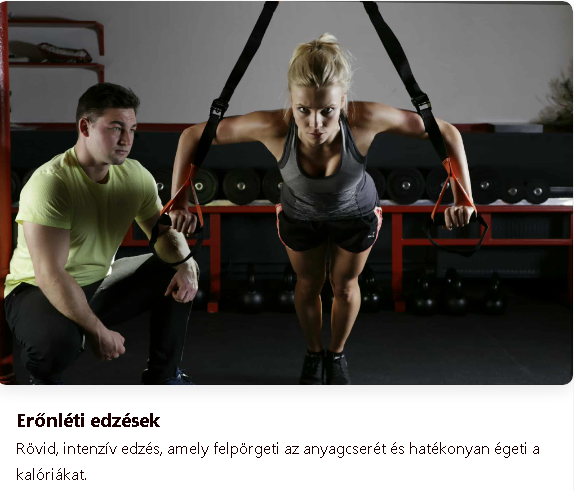 Erőnléti edzések
Rövid, intenzív edzés, amely felpörgeti az anyagcserét és hatékonyan égeti a
kalóriákat.